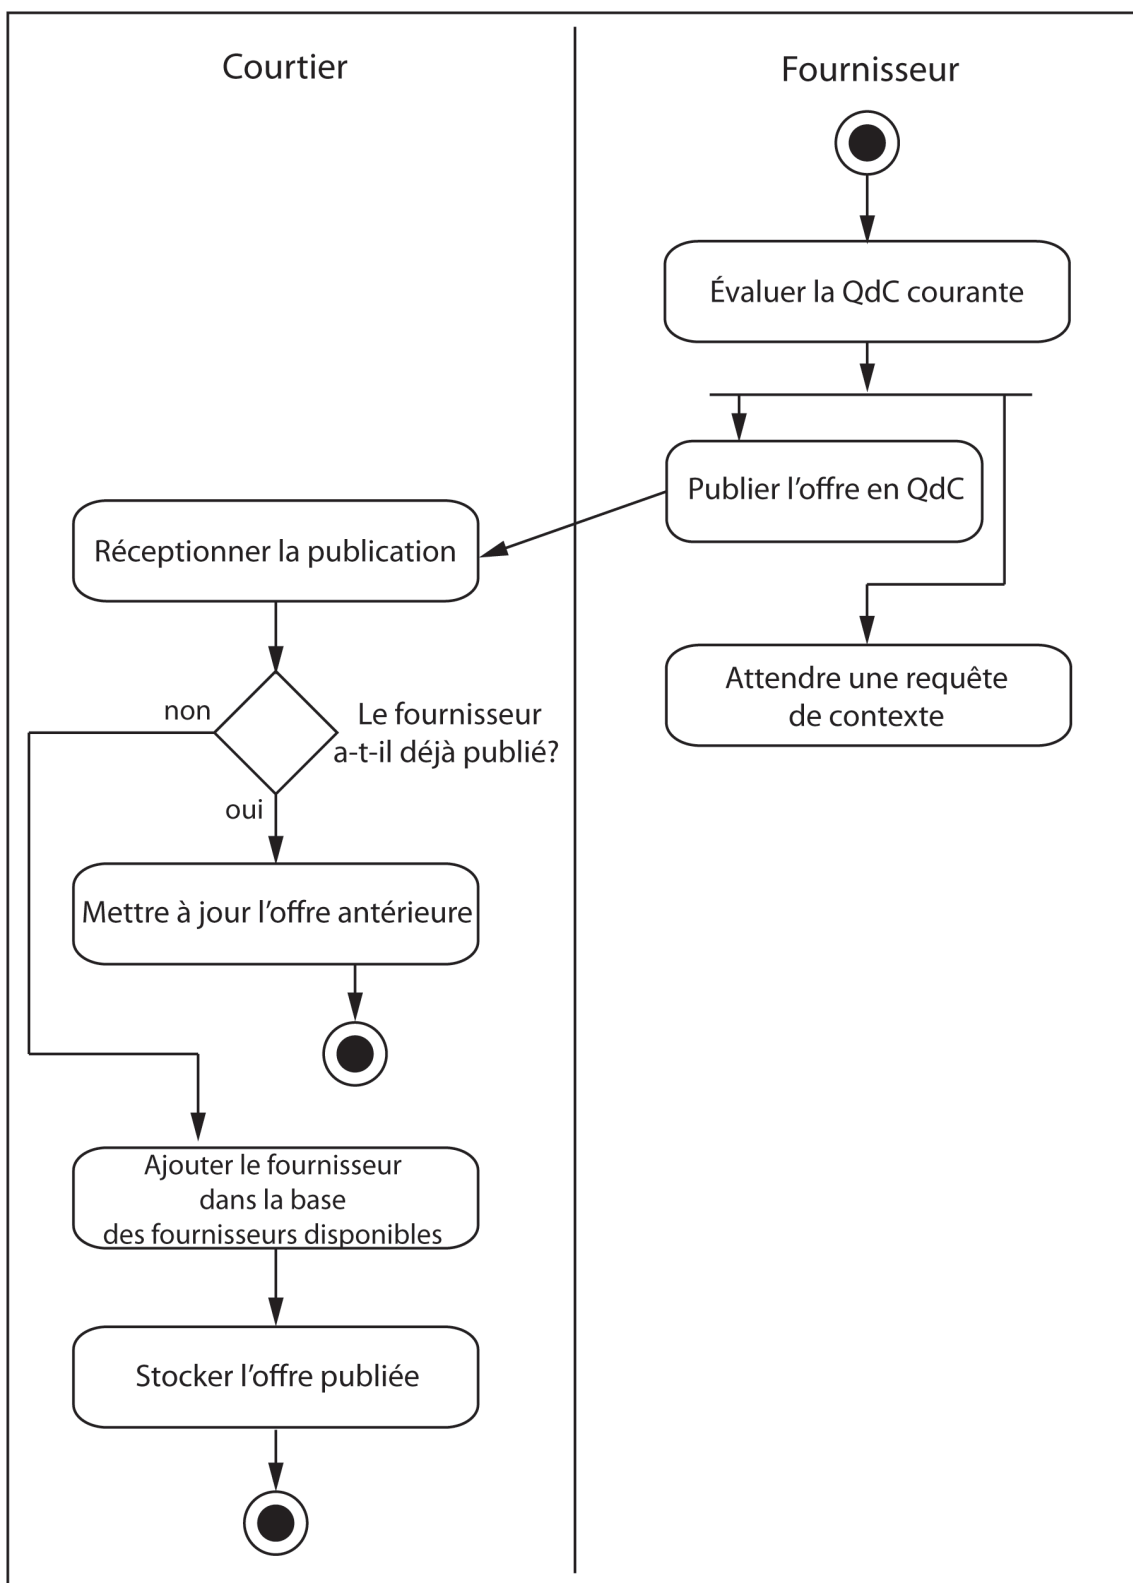 Courtier
Fournisseur
Évaluer la QdC courante
Publier l'offre en QdC
Réceptionner la publication
Attendre une requête
de contexte
non
Le fournisseur
a-t-il déjà publié?
oui
Mettre à jour l'offre antérieure
Ajouter le fournisseur
dans la base
des fournisseurs disponibles
Stocker l'offre publiée